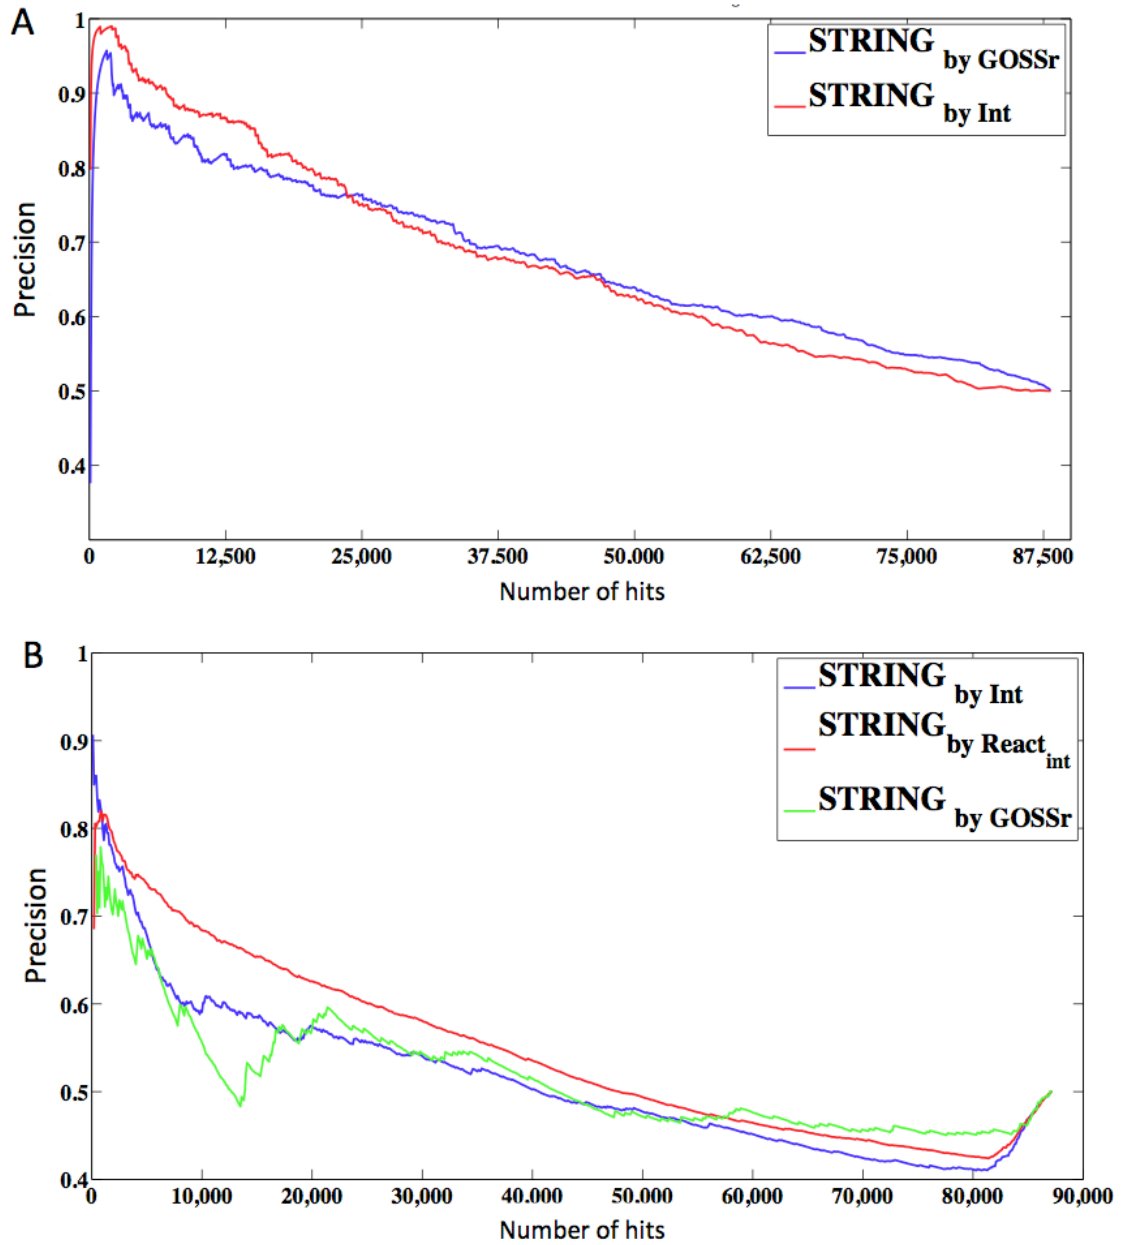 A
1
0.9
0.8
0.7
0.6
0.5
0.4
Precision
STRING by GOSSr
STRING by Int
0 12,500 25,000 37.500 50.000 62,500 75,000 87,500
Number of hits
B
1
0.9
0.8
0.7
0.6
0.5
0.4
Precision
STRING by Int
STRING by React int
STRING by GOSSr
0 10,000 20,000 30,000 40.000 50.000 60,000 70,000 80,000 90,000
Number of hits